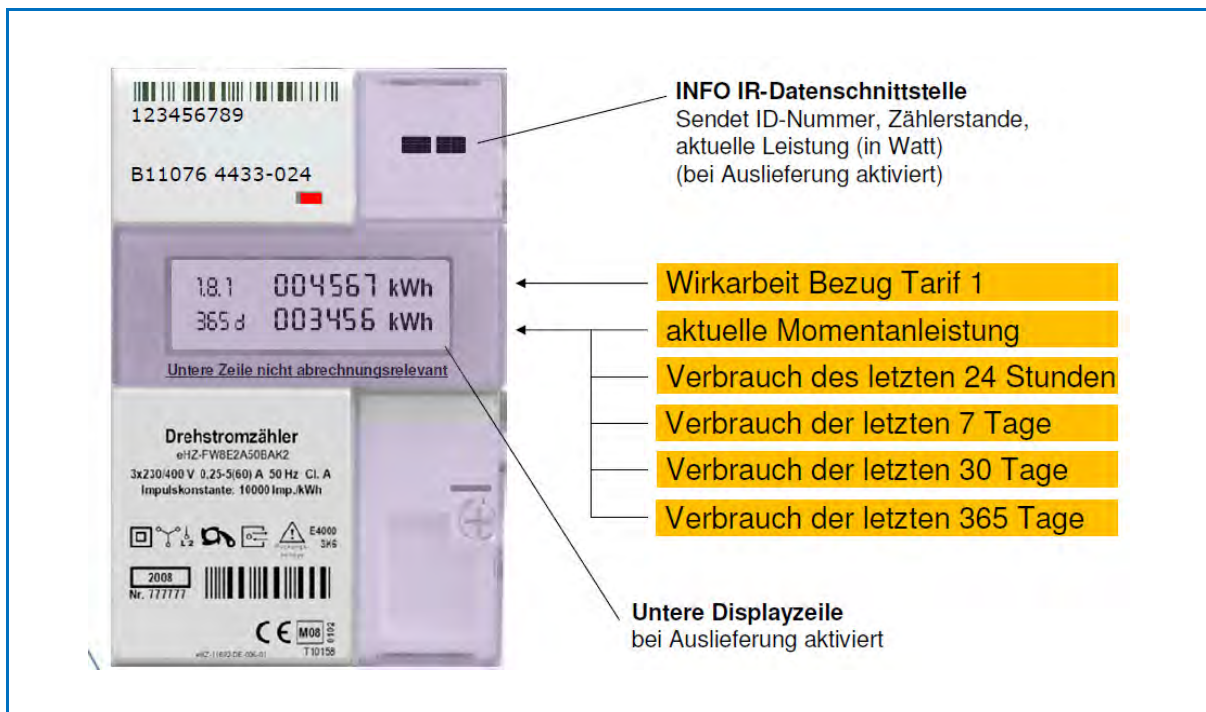 123456789
B11076 4433-024
INFO IR-Datenschnittstelle
Sendet ID-Nummer, Zählerstande,
aktuelle Leistung (in Watt)
(bei Auslieferung aktiviert)
1.8.1 004567 kWh
365 d 003456 kWh
Untere Zeile nicht abrechnungsrelevant
Wirkarbeit Bezug Tarif 1
aktuelle Momentanleistung
Verbrauch des letzten 24 Stunden
Verbrauch der letzten 7 Tage
Verbrauch der letzten 30 Tage
Verbrauch der letzten 365 Tage
Drehstromzähler
eHZ-FW8E2A50BAK2
3x230/400 V 0,25-5(60) A 50 Hz Cl. A
Impulskonstante: 10000 Imp./kWh
E4000
3K6
2008
Nr. 777777
CE M08 0102
T10158
Untere Displayzeile
bei Auslieferung aktiviert